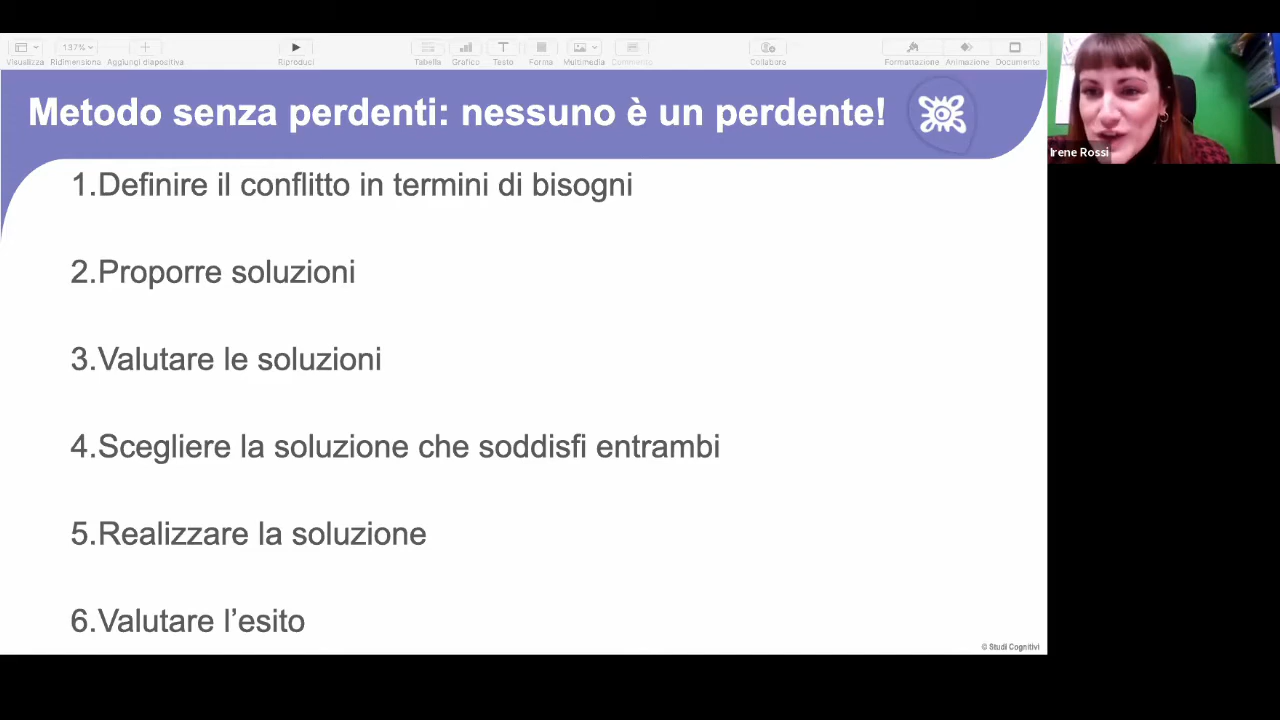 137%
Visualizza Ridimensiona Aggiungi diapositiva Riproduci Tabella Grafico Testo Forma Multimedia Commento Collabora Formattazione Animazione Documento
Metodo senza perdenti: nessuno è un perdente!
Irene Rossi
1.Definire il conflitto in termini di bisogni
2.Proporre soluzioni
3.Valutare le soluzioni
4.Scegliere la soluzione che soddisfi entrambi
5.Realizzare la soluzione
6.Valutare l’esito
© Studi Cognitivi